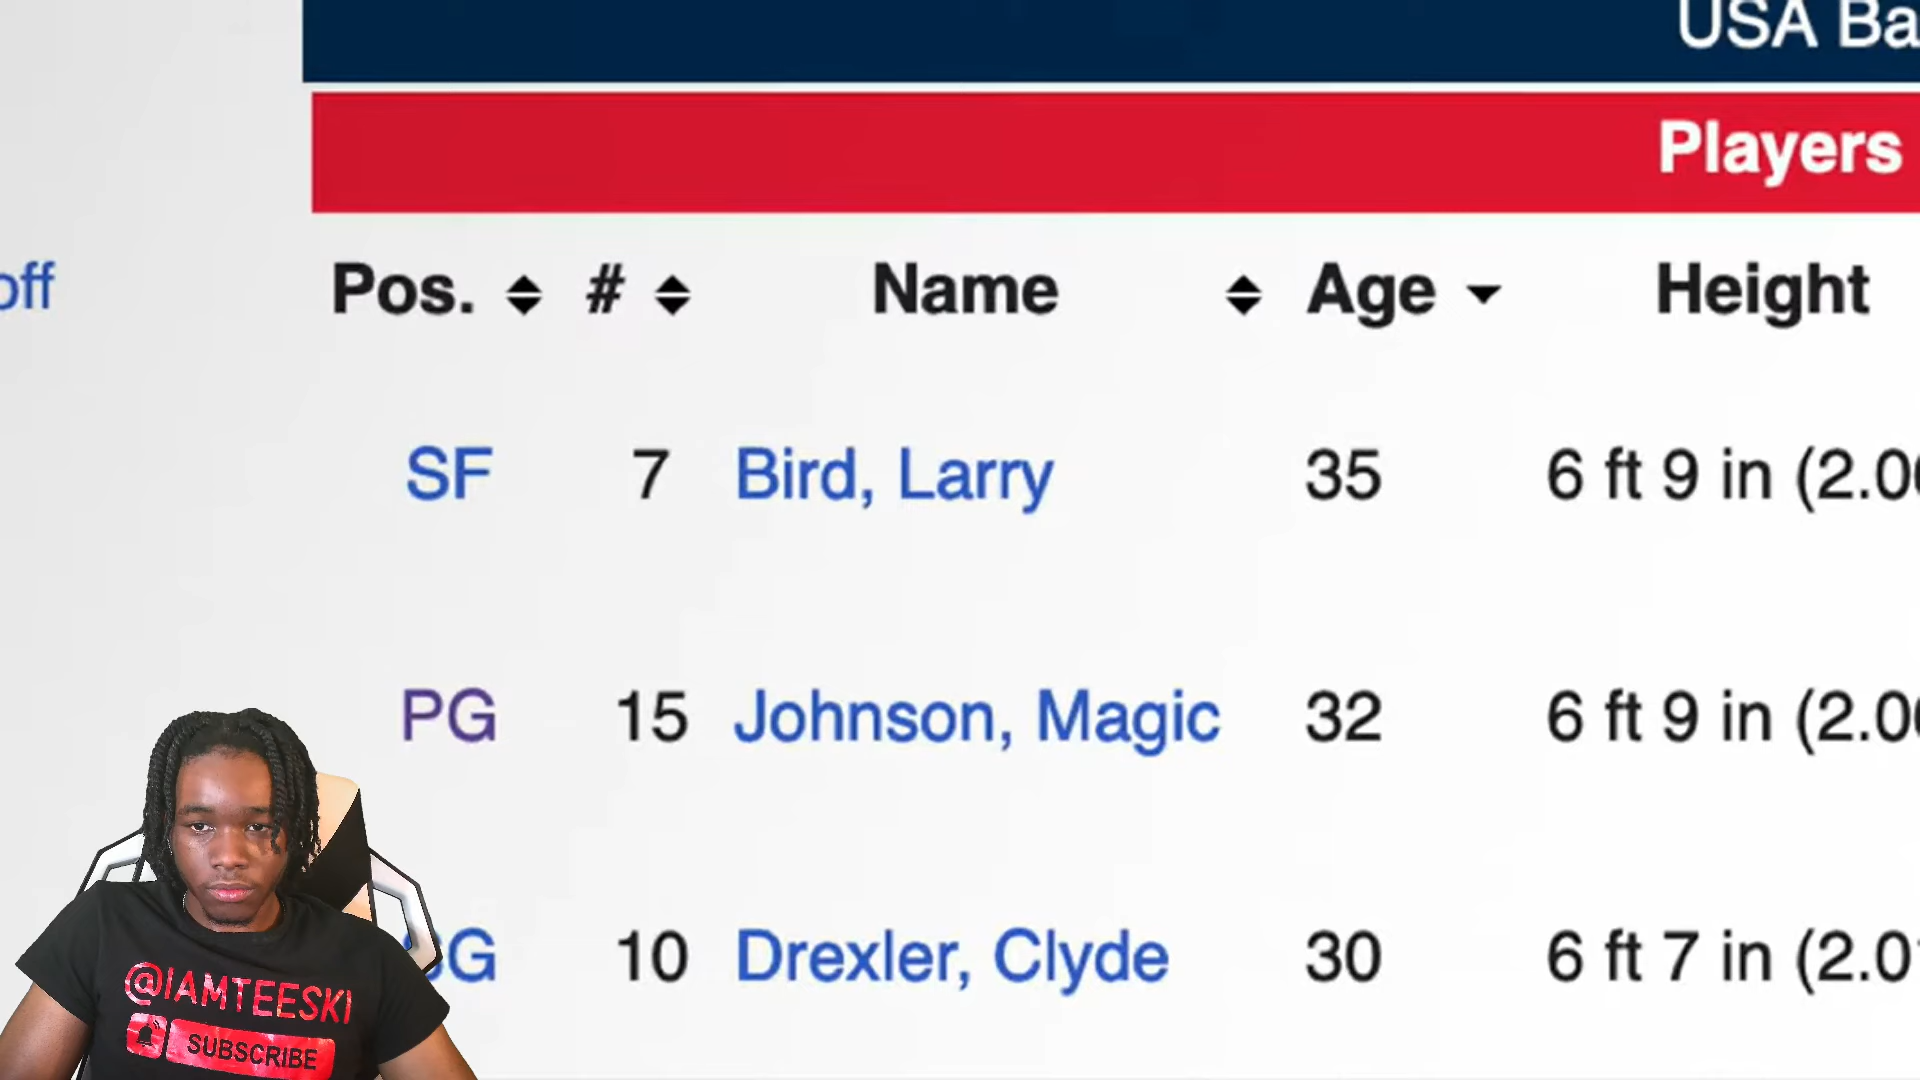 USA Ba
Players
off
Pos. # Name Age Height
SF 7 Bird, Larry 35 6 ft 9 in (2.0
PG 15 Johnson, Magic 32 6 ft 9 in (2.0
G 10 Drexler, Clyde 30 6 ft 7 in (2.0
@IAMTEESKI
SUBSCRIBE